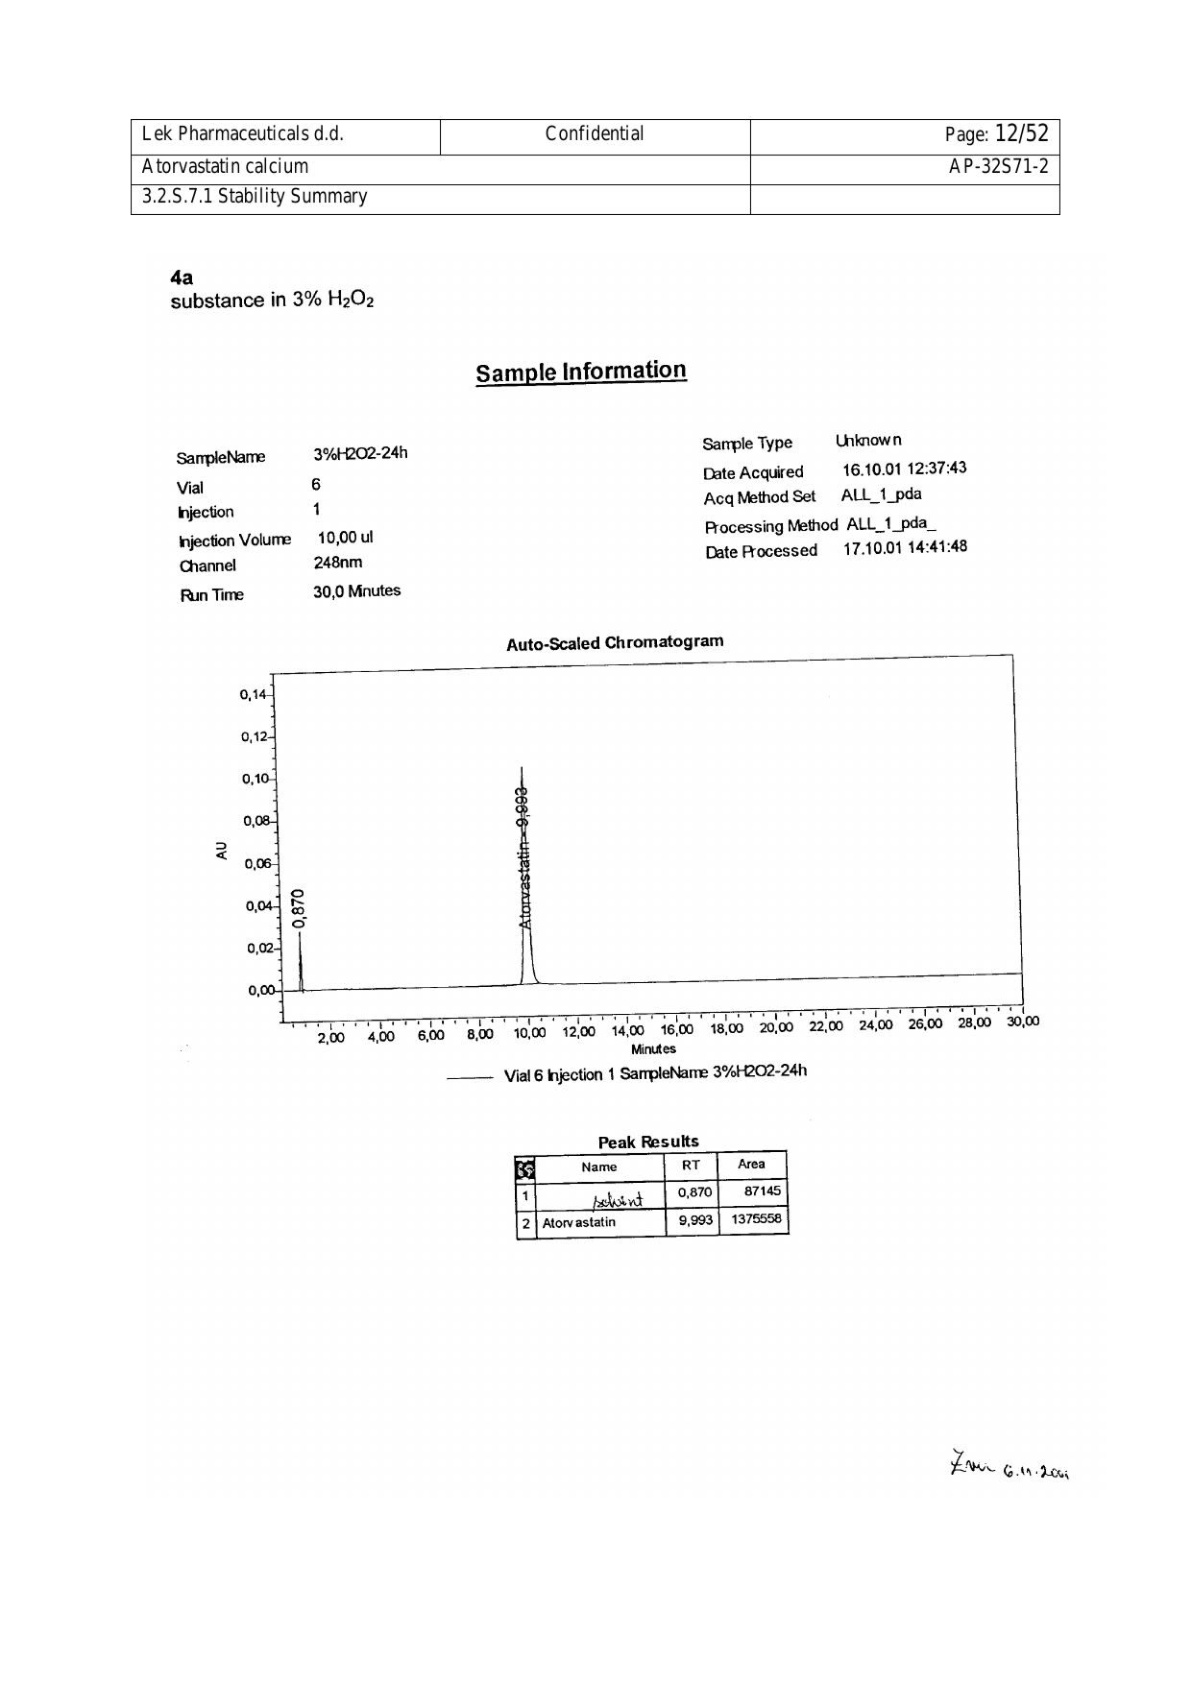 Lek Pharmaceuticals d.d. Confidential Page: 12/52
Atorvastatin calcium AP-32S71-2
3.2.S.7.1 Stability Summary
4a
substance in 3% H₂O₂
Sample Information
SampleName 3%H2O2-24h
Vial 6
Injection 1
Injection Volume 10,00 ul
Channel 248nm
Run Time 30,0 Minutes
Sample Type Unknown
Date Acquired 16.10.01 12:37:43
Acq Method Set ALL_1_pda
Processing Method ALL_1_pda_
Date Processed 17.10.01 14:41:48
Auto-Scaled Chromatogram
0,14
0,12
0,10
0,08
0,06
0,04
0,02
0,00
AU
0,870
Atorvastatin - 9,993
2,00 4,00 6,00 8,00 10,00 12,00 14,00 16,00 18,00 20,00 22,00 24,00 26,00 28,00 30,00
Minutes
Vial 6 Injection 1 SampleName 3%H2O2-24h
Peak Results
Name RT Area
1 solvent 0,870 87145
2 Atorvastatin 9,993 1375558
6.11.2001